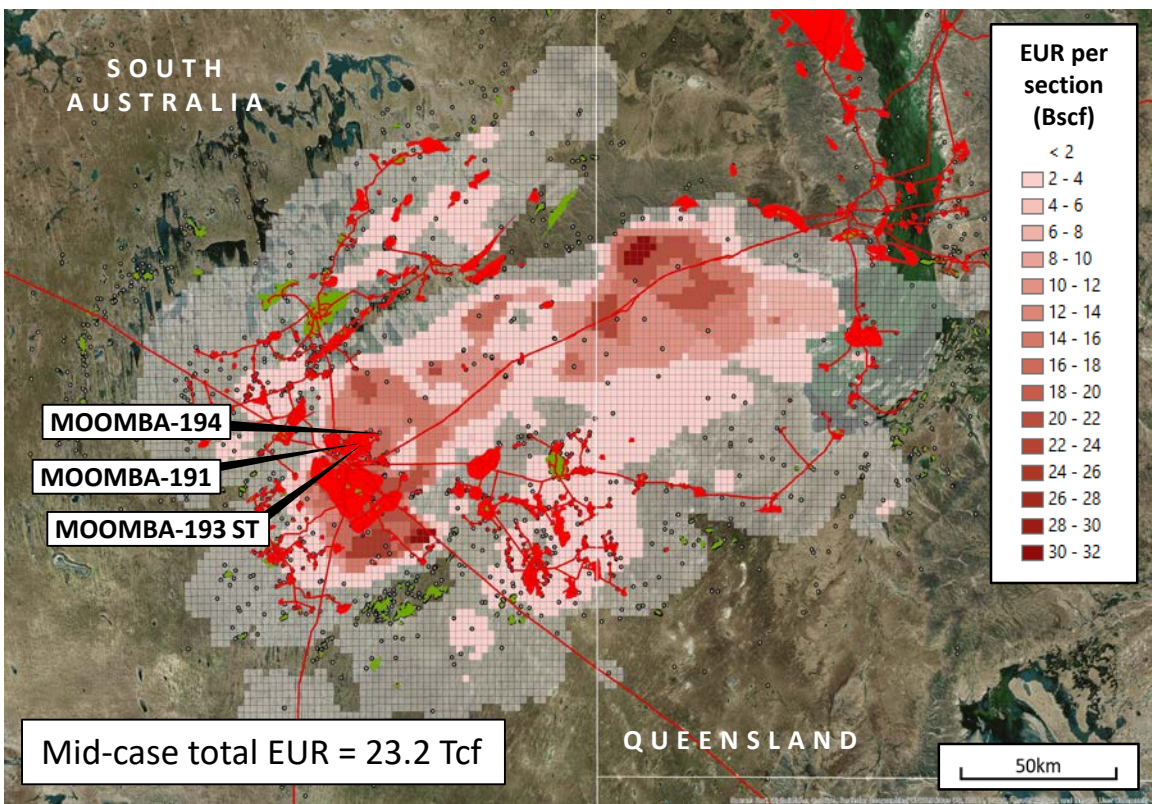 SOUTH
AUSTRALIA
EUR per
section
(Bscf)
< 2
2 - 4
4 - 6
6 - 8
8 - 10
10 - 12
12 - 14
14 - 16
16 - 18
18 - 20
20 - 22
22 - 24
24 - 26
26 - 28
28 - 30
30 - 32
MOOMBA-194
MOOMBA-191
MOOMBA-193 ST
Mid-case total EUR = 23.2 Tcf
QUEENSLAND
50km